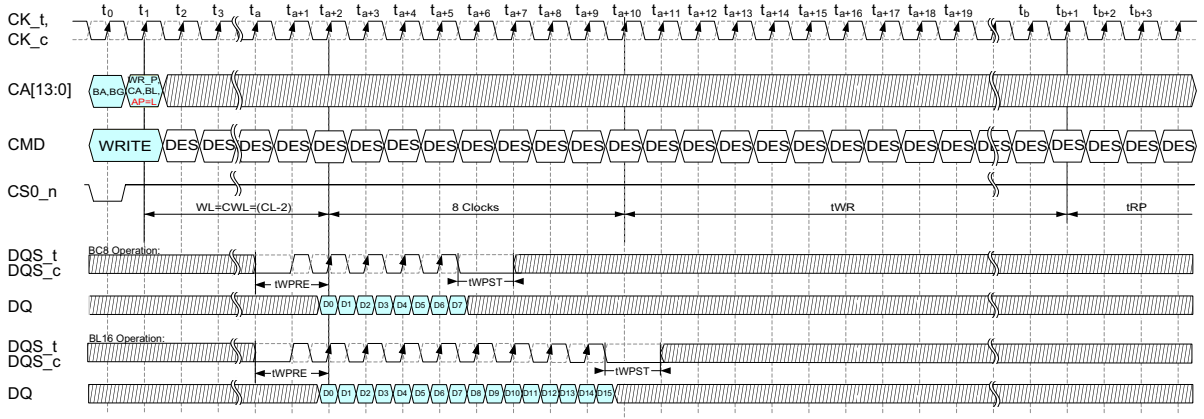 t0 t1 t2 t3 ta ta+1 ta+2 ta+3 ta+4 ta+5 ta+6 ta+7 ta+8 ta+9 ta+10 ta+11 ta+12 ta+13 ta+14 ta+15 ta+16 ta+17 ta+18 ta+19 tb tb+1 tb+2 tb+3
CK_t,
CK_c
CA[13:0] BA,BG WR_P, CA,BL, AP=L
CMD WRITE DES DES DES DES DES DES DES DES DES DES DES DES DES DES DES DES DES DES DES DES DES DES DES DES DES DES DES
CS0_n
WL=CWL=(CL-2) 8 Clocks tWR tRP
BC8 Operation:
DQS_t
DQS_c
tWPRE tWPST
DQ D0 D1 D2 D3 D4 D5 D6 D7
BL16 Operation:
DQS_t
DQS_c
tWPRE tWPST
DQ D0 D1 D2 D3 D4 D5 D6 D7 D8 D9 D10 D11 D12 D13 D14 D15